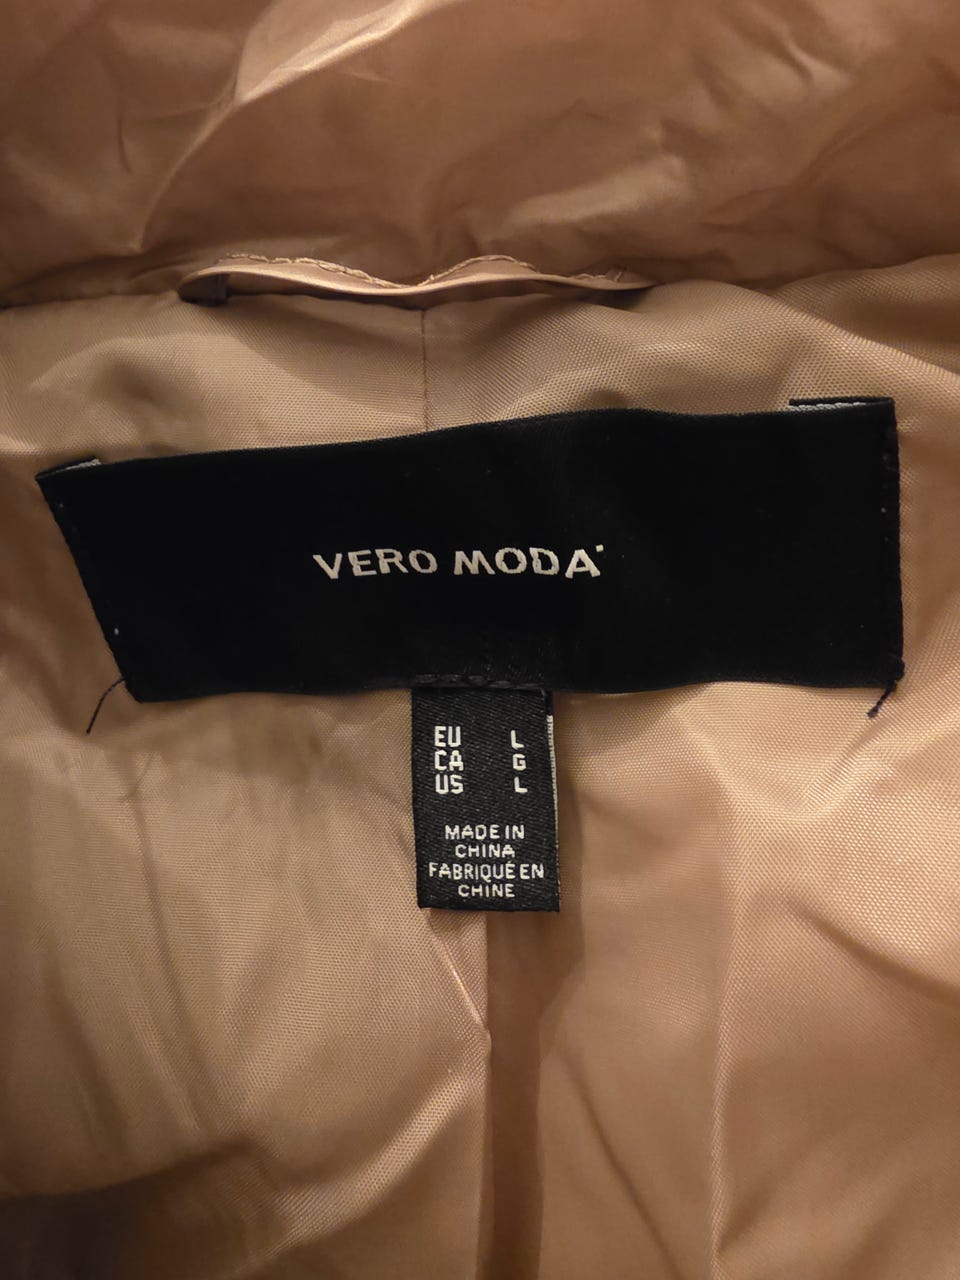 VERO MODA
EU L
CA G
US L
MADE IN
CHINA
FABRIQUÉ EN
CHINE